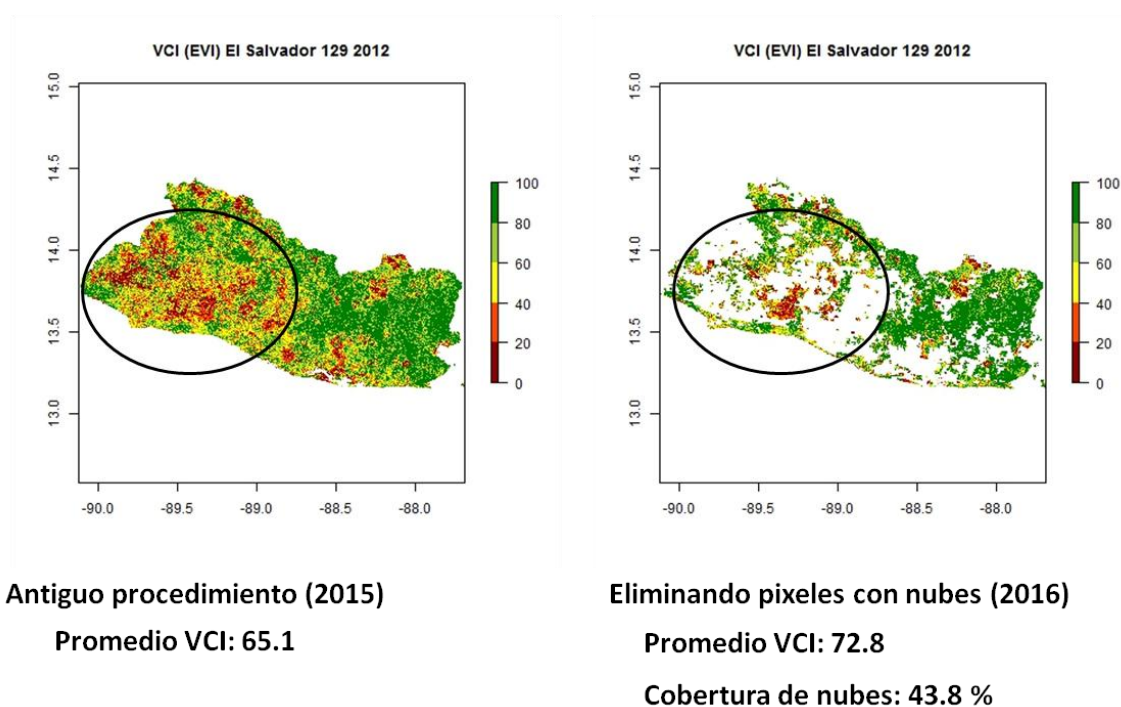 VCI (EVI) El Salvador 129 2012
15.0
14.5
14.0
13.5
13.0
-90.0 -89.5 -89.0 -88.5 -88.0
100
80
60
40
20
0
VCI (EVI) El Salvador 129 2012
15.0
14.5
14.0
13.5
13.0
-90.0 -89.5 -89.0 -88.5 -88.0
100
80
60
40
20
0
Antiguo procedimiento (2015)
Promedio VCI: 65.1
Eliminando pixeles con nubes (2016)
Promedio VCI: 72.8
Cobertura de nubes: 43.8 %